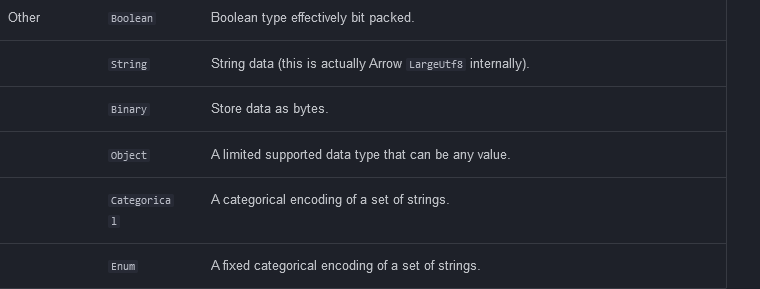 Other Boolean Boolean type effectively bit packed.
String String data (this is actually Arrow LargeUtf8 internally).
Binary Store data as bytes.
Object A limited supported data type that can be any value.
Categorica A categorical encoding of a set of strings.
l
Enum A fixed categorical encoding of a set of strings.